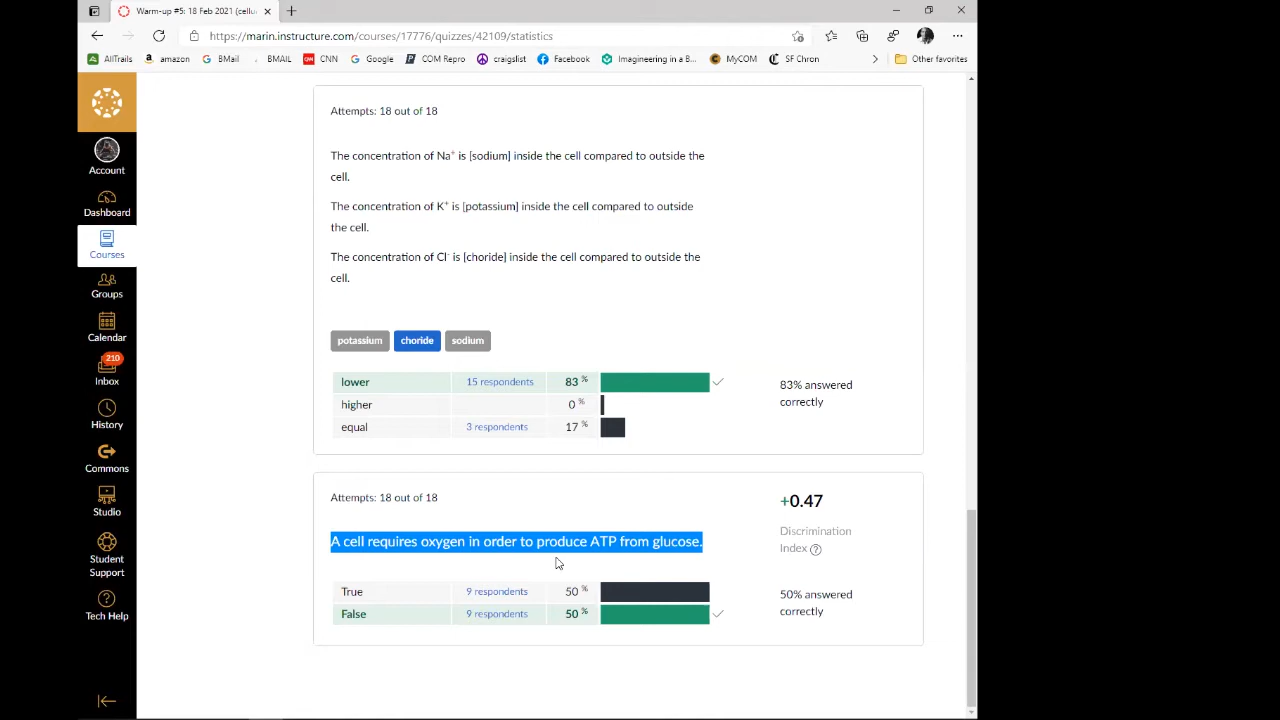 Warm-up #5: 18 Feb 2021 (cellu
https://marin.instructure.com/courses/17776/quizzes/42109/statistics
AllTrails
amazon
BMail
BMAIL
CNN
Google
COM Repro
craigslist
Facebook
Imagineering in a B...
MyCOM
SF Chron
Other favorites
Account
Dashboard
Courses
Groups
Calendar
210
Inbox
History
Commons
Studio
Student
Support
Tech Help
Attempts: 18 out of 18
The concentration of Na+ is [sodium] inside the cell compared to outside the
cell.
The concentration of K+ is [potassium] inside the cell compared to outside
the cell.
The concentration of Cl- is [choride] inside the cell compared to outside the
cell.
potassium choride sodium
lower 15 respondents 83 %
higher 0 %
equal 3 respondents 17 %
83% answered
correctly
Attempts: 18 out of 18
+0.47
Discrimination
Index ?
A cell requires oxygen in order to produce ATP from glucose.
True 9 respondents 50 %
False 9 respondents 50 %
50% answered
correctly